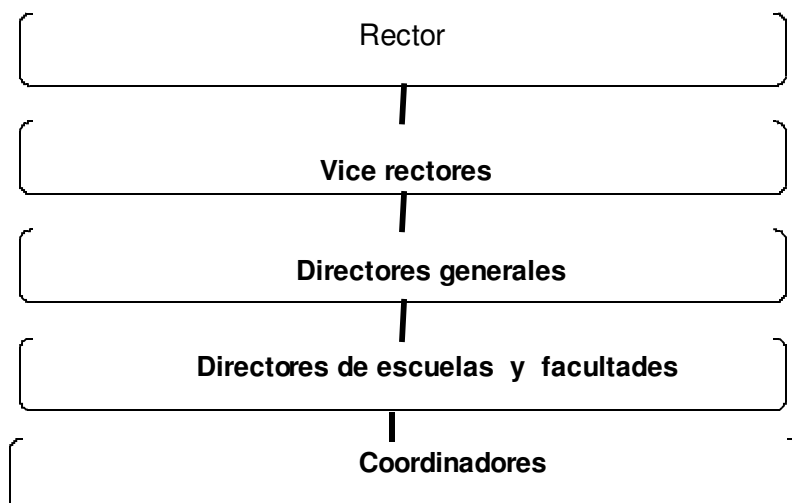 Rector
Vice rectores
Directores generales
Directores de escuelas y facultades
Coordinadores